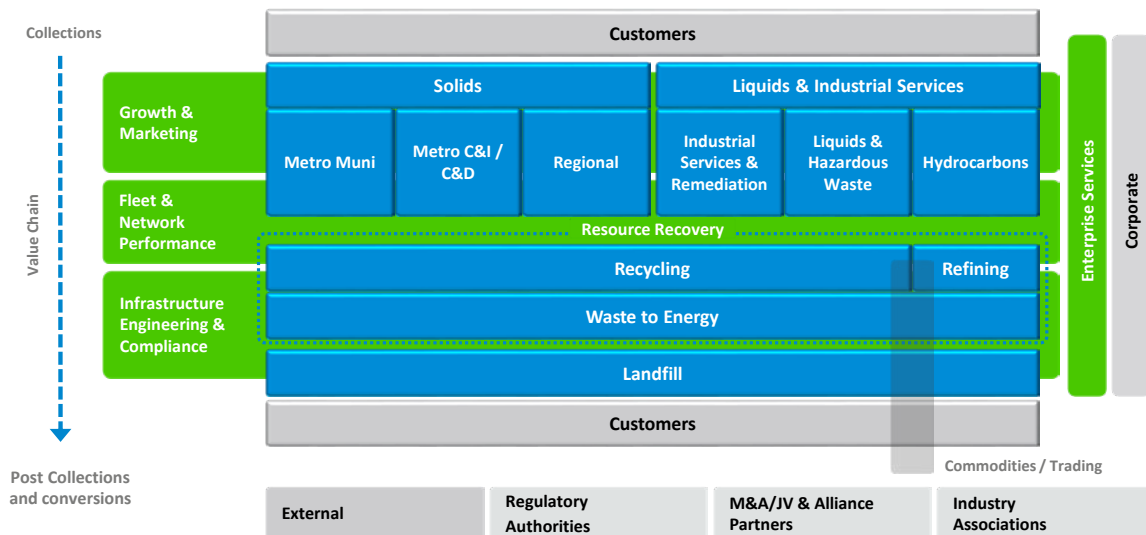 Collections
Customers
Solids
Liquids & Industrial Services
Growth &
Marketing
Metro Muni
Metro C&I /
C&D
Regional
Industrial
Services &
Remediation
Liquids &
Hazardous
Waste
Hydrocarbons
Fleet &
Network
Performance
Resource Recovery
Recycling
Refining
Infrastructure
Engineering &
Compliance
Waste to Energy
Landfill
Customers
Value Chain
Enterprise Services
Corporate
Post Collections
and conversions
Commodities / Trading
External
Regulatory
Authorities
M&A/JV & Alliance
Partners
Industry
Associations